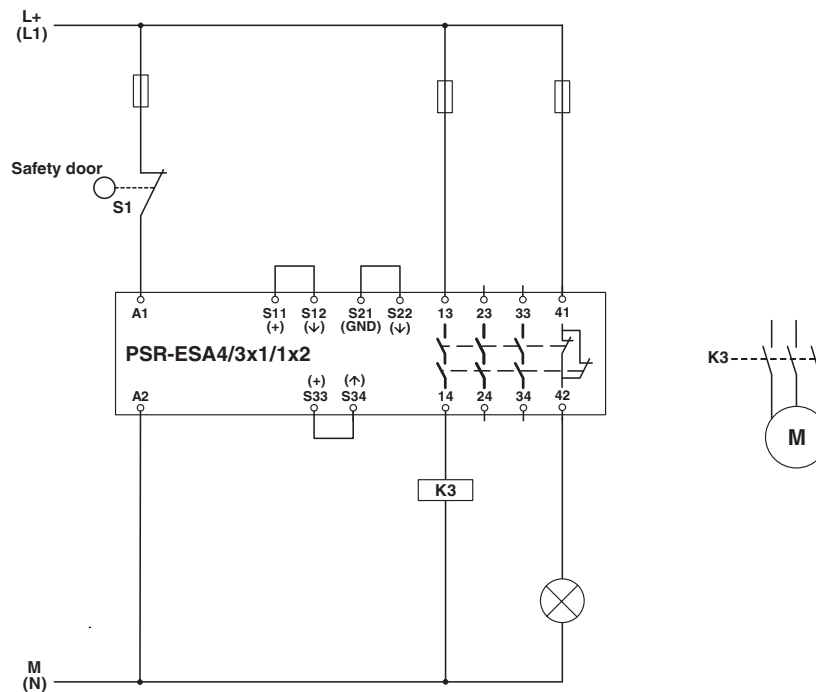 L+
(L1)
Safety door
S1
A1
S11
(+)
S12
(↓)
S21
(GND)
S22
(↓)
13
23
33
41
PSR-ESA4/3x1/1x2
A2
(+)
S33
(↑)
S34
14
24
34
42
K3
K3
M
M
(N)